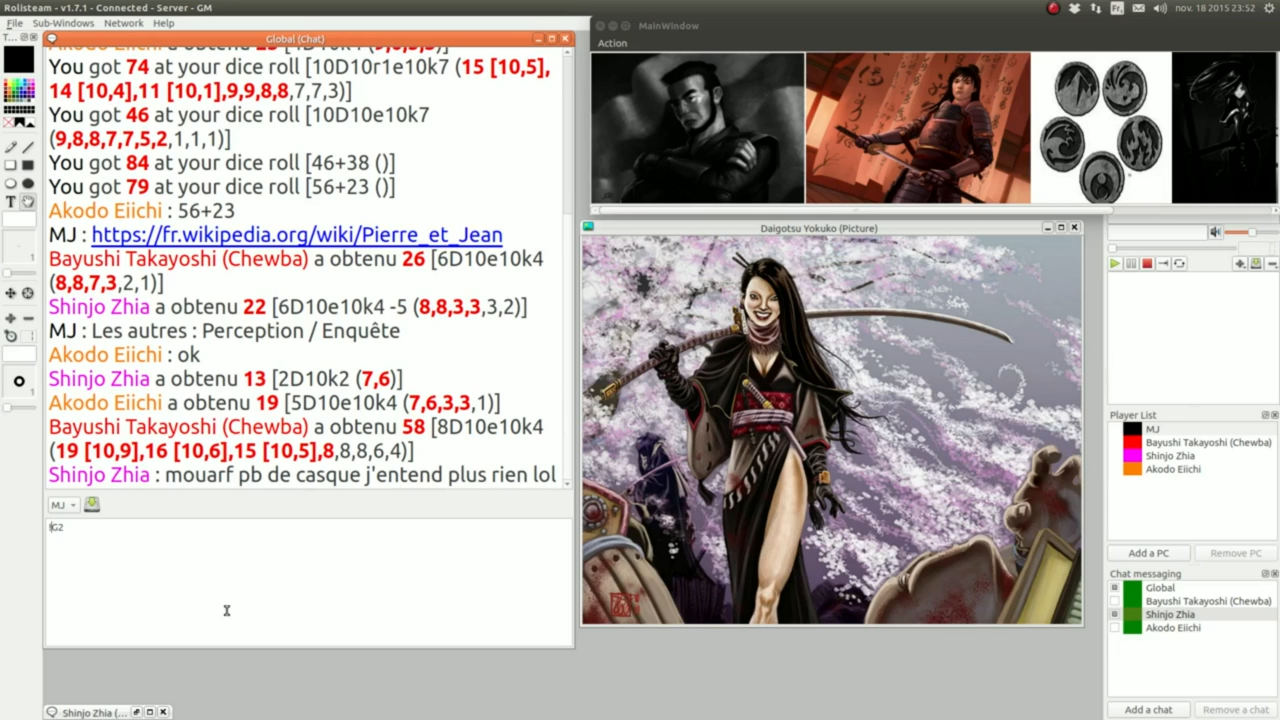 Rolisteam - v1.7.1 - Connected - Server - GM
Fr
nov. 18 2015 23:52
File Sub-Windows Network Help
T...
Global (Chat)
You got 74 at your dice roll [10D10r1e10k7 (15 [10,5],
14 [10,4],11 [10,1],9,9,8,8,7,7,3)]
You got 46 at your dice roll [10D10e10k7
(9,8,8,7,7,5,2,1,1,1)]
You got 84 at your dice roll [46+38 ()]
You got 79 at your dice roll [56+23 ()]
Akodo Eiichi : 56+23
MJ : https://fr.wikipedia.org/wiki/Pierre_et_Jean
Bayushi Takayoshi (Chewba) a obtenu 26 [6D10e10k4
(8,8,7,3,2,1)]
Shinjo Zhia a obtenu 22 [6D10e10k4 -5 (8,8,3,3,3,2)]
MJ : Les autres : Perception / Enquête
Akodo Eiichi : ok
Shinjo Zhia a obtenu 13 [2D10k2 (7,6)]
Akodo Eiichi a obtenu 19 [5D10e10k4 (7,6,3,3,1)]
Bayushi Takayoshi (Chewba) a obtenu 58 [8D10e10k4
(19 [10,9],16 [10,6],15 [10,5],8,8,8,6,4)]
Shinjo Zhia : mouarf pb de casque j'entend plus rien lol
MJ
G2
T
1
1
Shinjo Zhia (...
MainWindow
Action
Daigotsu Yokuko (Picture)
Player List
MJ
Bayushi Takayoshi (Chewba)
Shinjo Zhia
Akodo Eiichi
Add a PC
Remove PC
Chat messaging
Global
Bayushi Takayoshi (Chewba)
Shinjo Zhia
Akodo Eiichi
Add a chat
Remove a chat